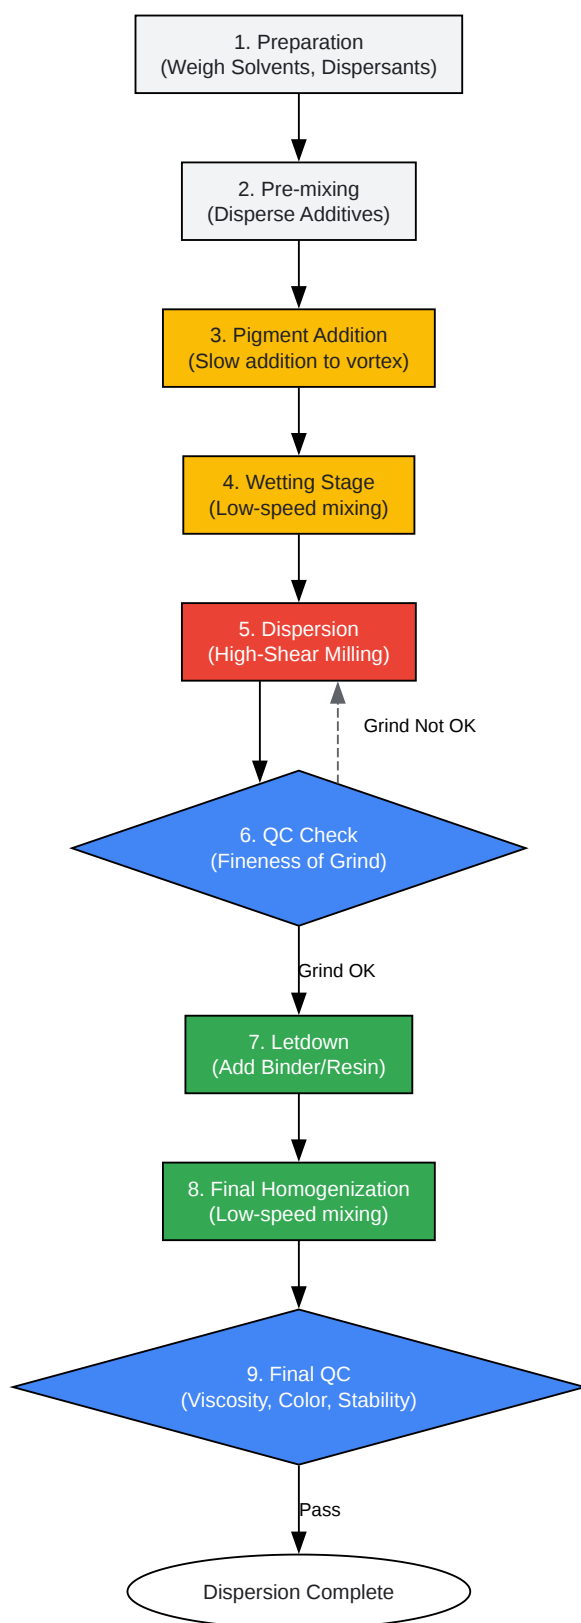 1. Preparation
(Weigh Solvents, Dispersants)
2. Pre-mixing
(Disperse Additives)
3. Pigment Addition
(Slow addition to vortex)
4. Wetting Stage
(Low-speed mixing)
5. Dispersion
(High-Shear Milling)
Grind Not OK
6. QC Check
(Fineness of Grind)
Grind OK
7. Letdown
(Add Binder/Resin)
8. Final Homogenization
(Low-speed mixing)
9. Final QC
(Viscosity, Color, Stability)
Pass
Dispersion Complete